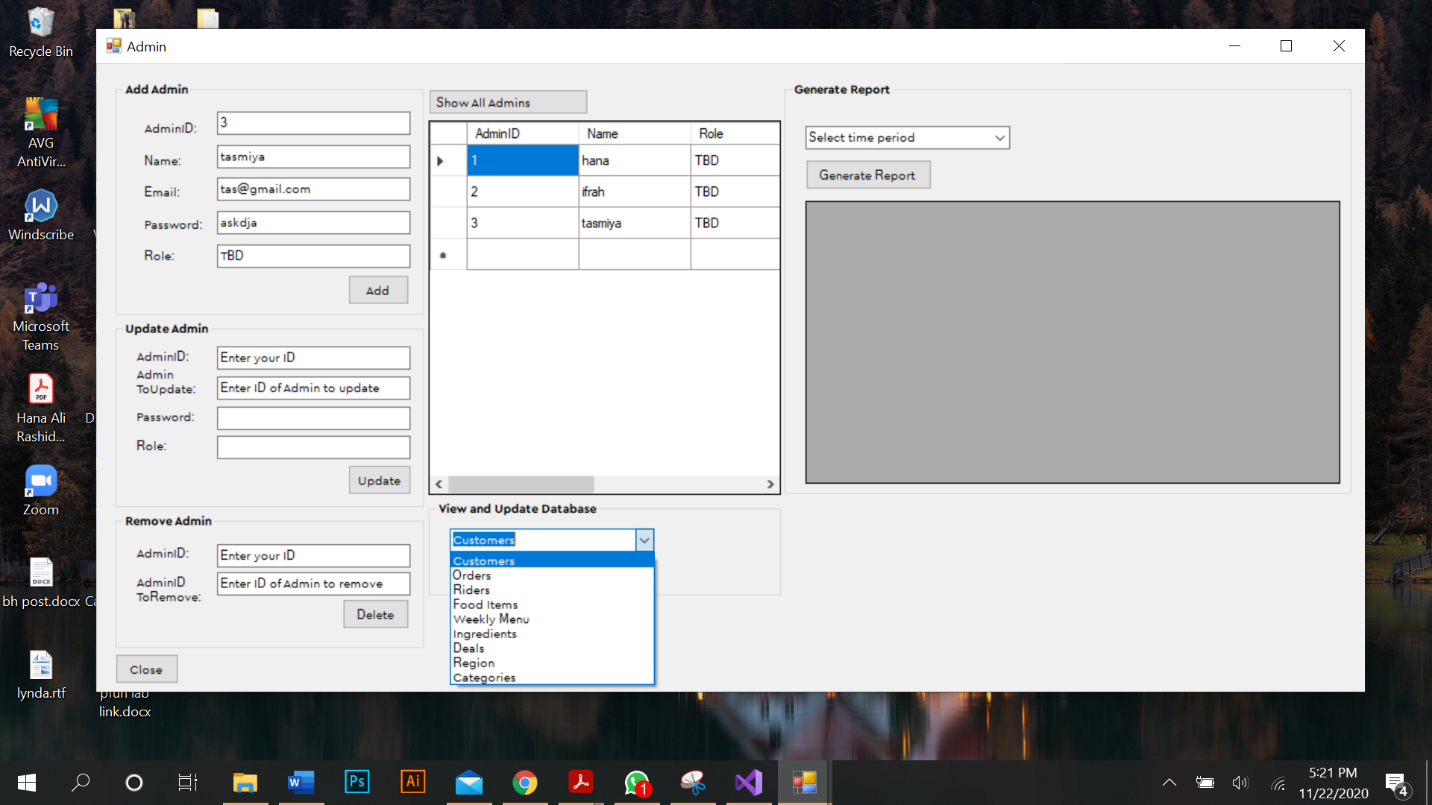 Recycle Bin
AVG
AntiVir...
Windscribe
Microsoft
Teams
Hana Ali
Rashid...
D
Zoom
bh post.docx
Ca
lynda.rtf
link.docx
Admin
Add Admin
AdminID:
3
Name:
tasmiya
Email:
tas@gmail.com
Password:
askdja
Role:
TBD
Add
Update Admin
AdminID:
Enter your ID
Admin
ToUpdate:
Enter ID of Admin to update
Password:
Role:
Update
Remove Admin
AdminID:
Enter your ID
AdminID
ToRemove:
Enter ID of Admin to remove
Delete
Close
Show All Admins
AdminID Name Role
1 hana TBD
2 ifrah TBD
3 tasmiya TBD
View and Update Database
Customers
Customers
Orders
Riders
Food Items
Weekly Menu
Ingredients
Deals
Region
Categories
Generate Report
Select time period
Generate Report
W
Ps
Ai
1
5:21 PM
11/22/2020
4